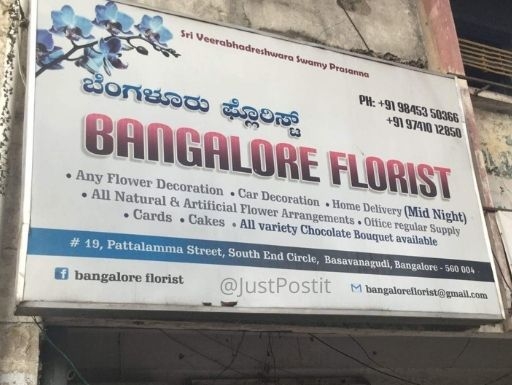 Sri Veerabhadreshwara Swamy Prasanna
ಬೆಂಗಳೂರು ಫ್ಲೋರಿಸ್ಟ್
PH: +91 98453 50366
+91 97410 12850
BANGALORE FLORIST
• Any Flower Decoration • Car Decoration • Home Delivery (Mid Night)
• All Natural & Artificial Flower Arrangements • Office regular Supply
• Cards • Cakes • All variety Chocolate Bouquet available
# 19, Pattalamma Street, South End Circle, Basavanagudi, Bangalore - 560 004
f bangalore florist
@JustPostit
bangaloreflorist@gmail.com